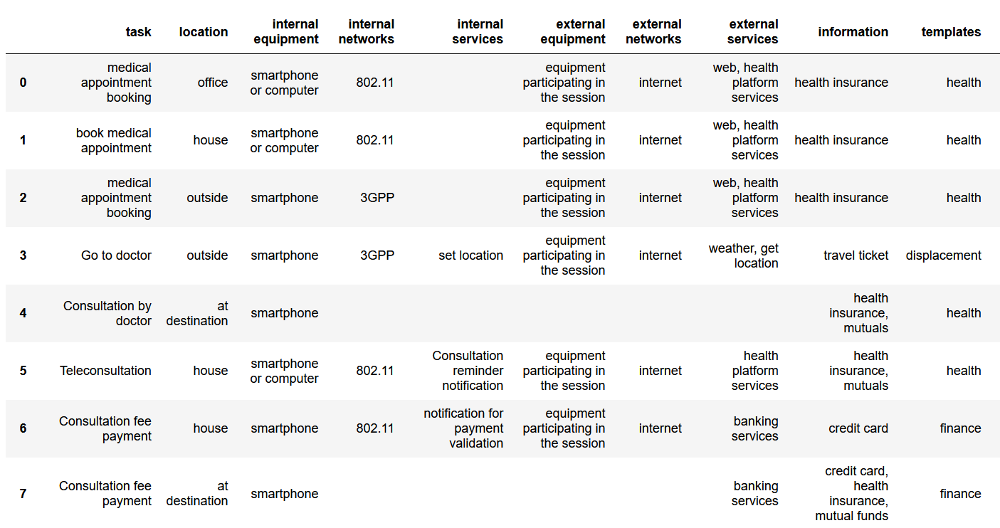 task location internal equipment internal networks internal services external equipment external networks external services information templates
0 medical appointment booking office smartphone or computer 802.11 equipment participating in the session internet web, health platform services health insurance health
1 book medical appointment house smartphone or computer 802.11 equipment participating in the session internet web, health platform services health insurance health
2 medical appointment booking outside smartphone 3GPP equipment participating in the session internet web, health platform services health insurance health
3 Go to doctor outside smartphone 3GPP set location equipment participating in the session internet weather, get location travel ticket displacement
4 Consultation by doctor at destination smartphone health insurance, mutuals health
5 Teleconsultation house smartphone or computer 802.11 Consultation reminder notification equipment participating in the session internet health platform services health insurance, mutuals health
6 Consultation fee payment house smartphone 802.11 notification for payment validation equipment participating in the session internet banking services credit card finance
7 Consultation fee payment at destination smartphone banking services credit card, health insurance, mutual funds finance